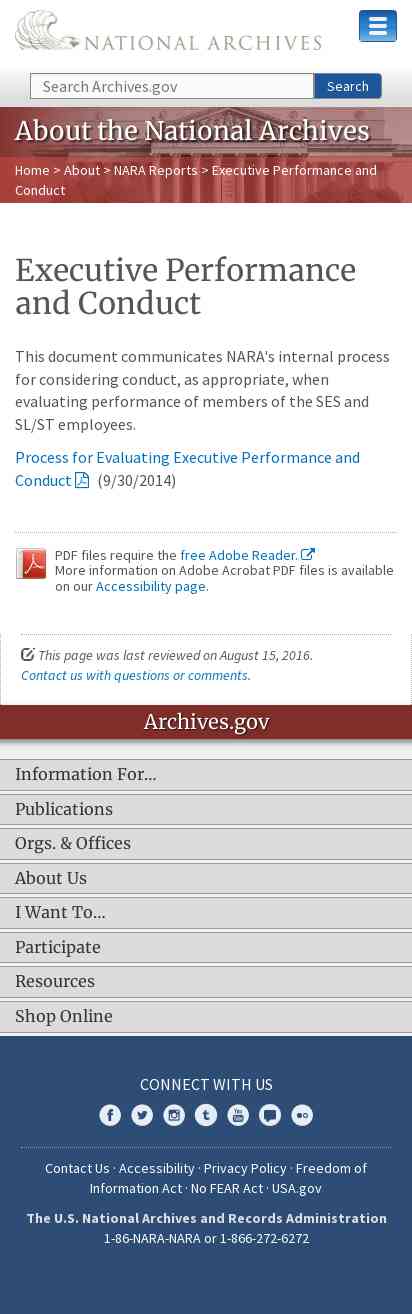 NATIONAL ARCHIVES
Search Archives.gov
Search
About the National Archives
Home > About > NARA Reports > Executive Performance and
Conduct
Executive Performance
and Conduct
This document communicates NARA's internal process
for considering conduct, as appropriate, when
evaluating performance of members of the SES and
SL/ST employees.
Process for Evaluating Executive Performance and
Conduct (9/30/2014)
PDF files require the free Adobe Reader.
More information on Adobe Acrobat PDF files is available
on our Accessibility page.
This page was last reviewed on August 15, 2016.
Contact us with questions or comments.
Archives.gov
Information For…
Publications
Orgs. & Offices
About Us
I Want To…
Participate
Resources
Shop Online
CONNECT WITH US
Contact Us · Accessibility · Privacy Policy · Freedom of
Information Act · No FEAR Act · USA.gov
The U.S. National Archives and Records Administration
1-86-NARA-NARA or 1-866-272-6272